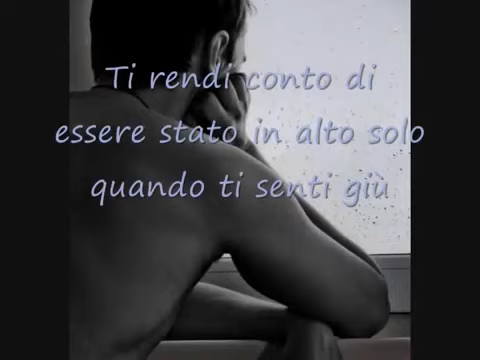 Ti rendi conto di
essere stato in alto solo
quando ti senti giù